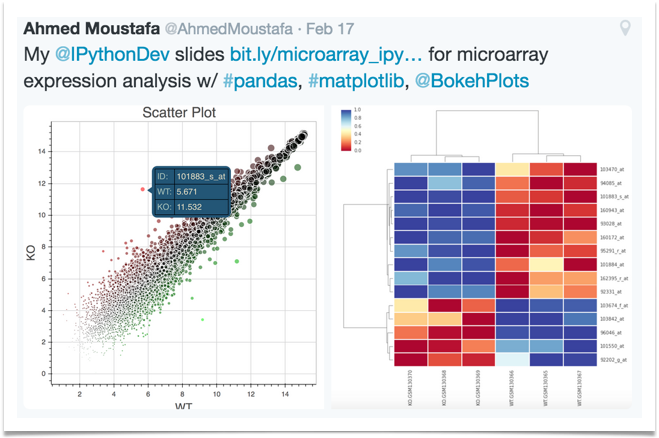 Ahmed Moustafa @AhmedMoustafa · Feb 17
My @IPythonDev slides bit.ly/microarray_ipy… for microarray
expression analysis w/ #pandas, #matplotlib, @BokehPlots
Scatter Plot
14
12
10
8
6
4
2
0
KO
ID: 101883_s_at
WT: 5.671
KO: 11.532
2
4
6
8
10
12
14
WT
1.0
0.8
0.6
0.4
0.2
0.0
103470_at
94085_at
101883_s_at
160943_at
93028_at
160172_at
95291_r_at
101884_at
162395_r_at
92331_at
103674_f_at
103842_at
96046_at
101550_at
92202_g_at
KO.GSM130370
KO.GSM130368
KO.GSM130369
WT.GSM130366
WT.GSM130365
WT.GSM130367